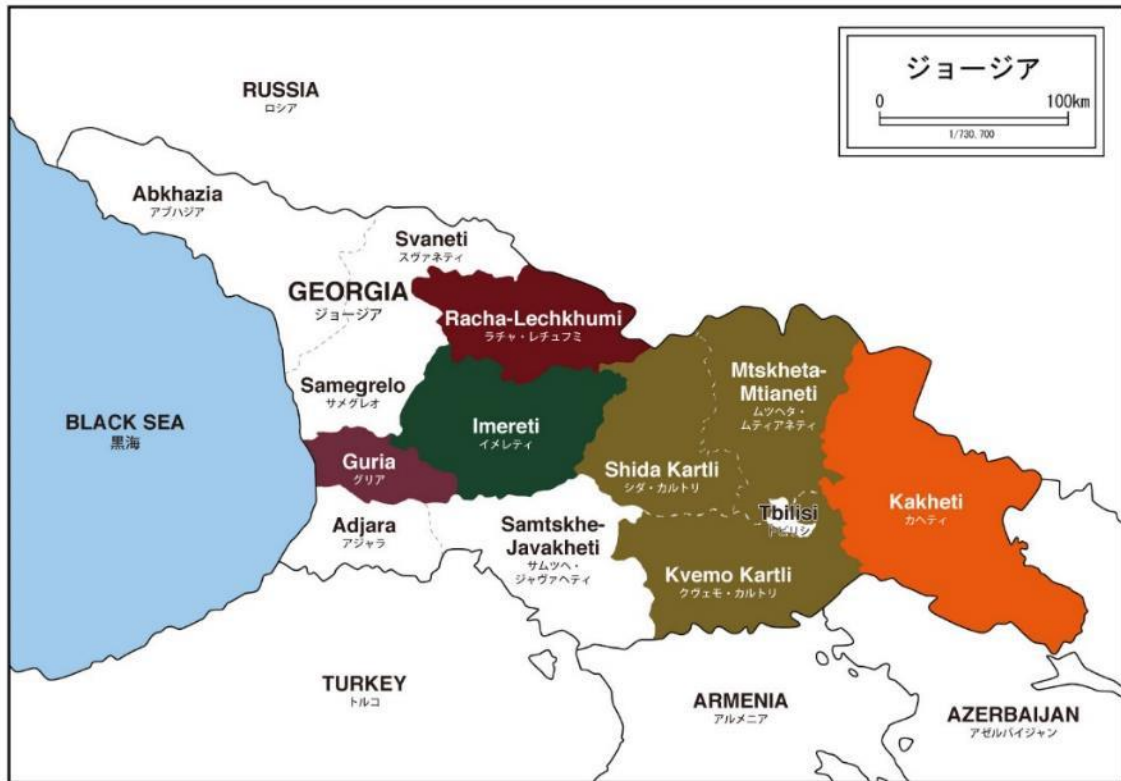 ジョージア
0 100km
1/730,700
RUSSIA
ロシア
Abkhazia
アブハジア
Svaneti
スヴァネティ
GEORGIA
ジョージア
Racha-Lechkhumi
ラチャ・レチュフミ
Mtskheta-
Mtianeti
ムツヘタ・
ムティアネティ
Samegrelo
サメグレオ
BLACK SEA
黒海
Imereti
イメレティ
Guria
グリア
Shida Kartli
シダ・カルトリ
Kakheti
カヘティ
Tbilisi
トビリシ
Adjara
アジャラ
Samtskhe-
Javakheti
サムツヘ・
ジャヴァヘティ
Kvemo Kartli
クヴェモ・カルトリ
TURKEY
トルコ
ARMENIA
アルメニア
AZERBAIJAN
アゼルバイジャン